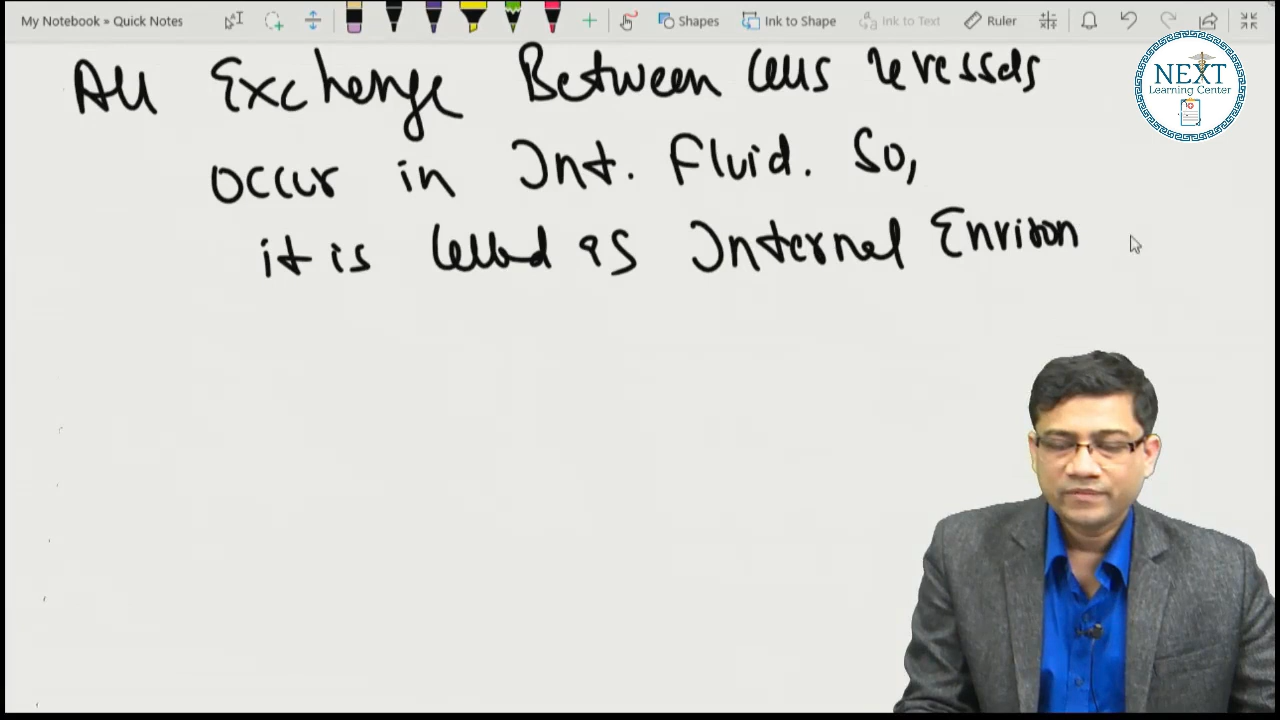 My Notebook » Quick Notes
Shapes
Ink to Shape
Ink to Text
Ruler
NEXT
Learning Center
All Exchange Between Cells & vessels
occur in Int. Fluid. So,
it is called as Internal Environ